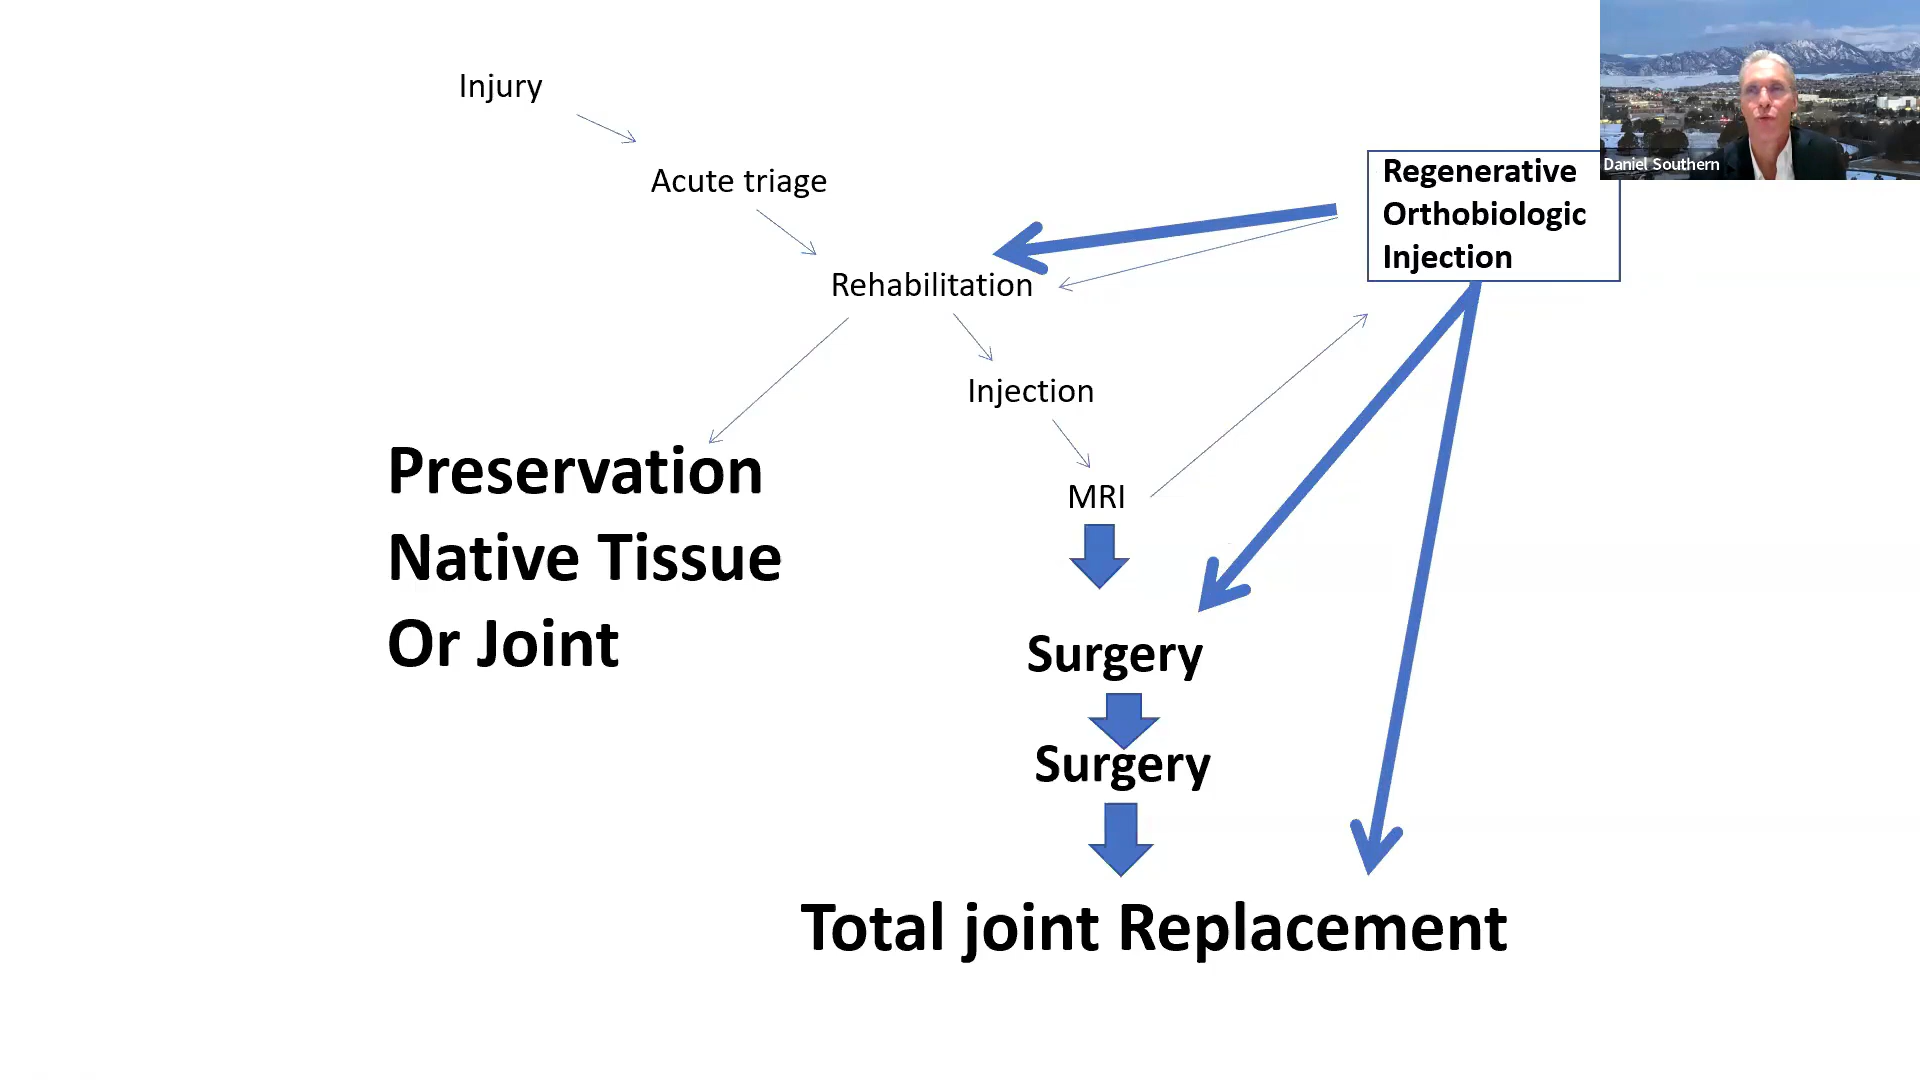 Injury
Acute triage
Rehabilitation
Injection
MRI
Surgery
Surgery
Total joint Replacement
Preservation
Native Tissue
Or Joint
Regenerative
Orthobiologic
Injection
Daniel Southern